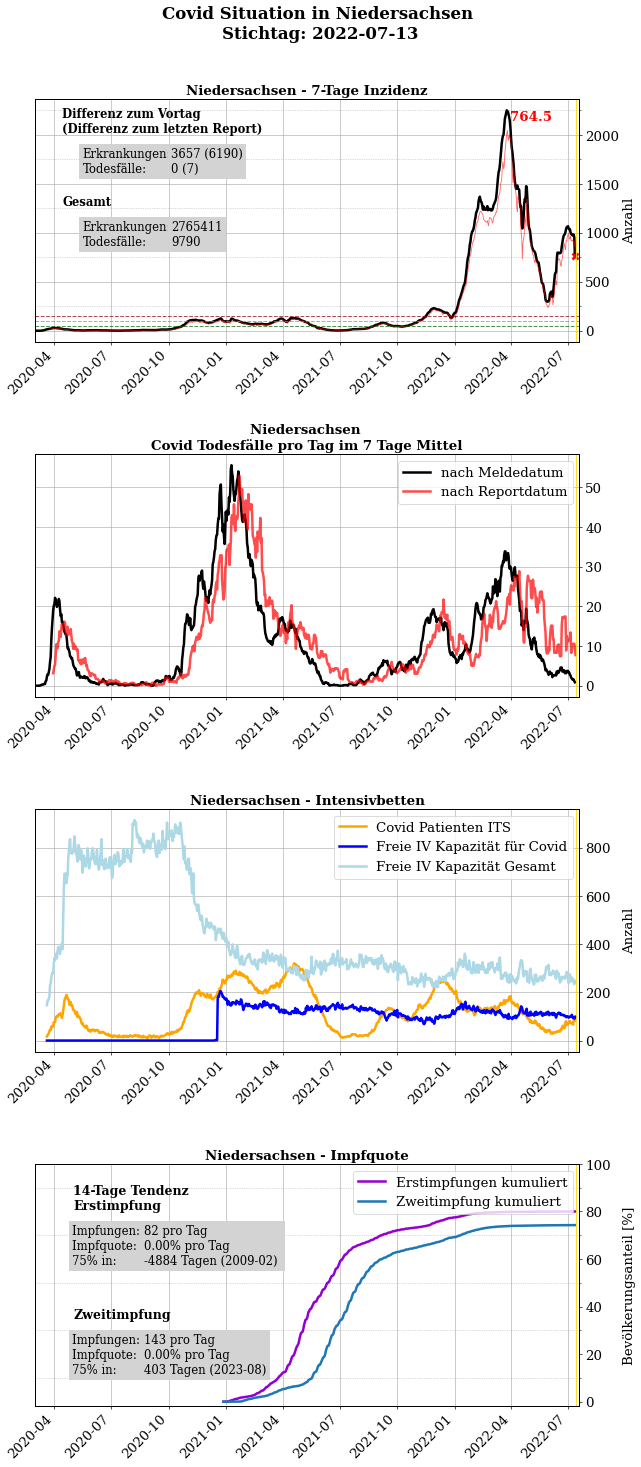 Covid Situation in Niedersachsen
Stichtag: 2022-07-13
Niedersachsen - 7-Tage Inzidenz
Differenz zum Vortag
(Differenz zum letzten Report)
Erkrankungen 3657 (6190)
Todesfälle: 0 (7)
Gesamt
Erkrankungen 2765411
Todesfälle: 9790
764.5
2000
1500
1000
500
0
Anzahl
2020-04 2020-07 2020-10 2021-01 2021-04 2021-07 2021-10 2022-01 2022-04 2022-07
Niedersachsen
Covid Todesfälle pro Tag im 7 Tage Mittel
nach Meldedatum
nach Reportdatum
50
40
30
20
10
0
2020-04 2020-07 2020-10 2021-01 2021-04 2021-07 2021-10 2022-01 2022-04 2022-07
Niedersachsen - Intensivbetten
Covid Patienten ITS
Freie IV Kapazität für Covid
Freie IV Kapazität Gesamt
800
600
400
200
0
Anzahl
2020-04 2020-07 2020-10 2021-01 2021-04 2021-07 2021-10 2022-01 2022-04 2022-07
Niedersachsen - Impfquote
14-Tage Tendenz
Erstimpfung
Impfungen: 82 pro Tag
Impfquote: 0.00% pro Tag
75% in: -4884 Tagen (2009-02)
Zweitimpfung
Impfungen: 143 pro Tag
Impfquote: 0.00% pro Tag
75% in: 403 Tagen (2023-08)
Erstimpfungen kumuliert
Zweitimpfung kumuliert
100
80
60
40
20
0
Bevölkerungsanteil [%]
2020-04 2020-07 2020-10 2021-01 2021-04 2021-07 2021-10 2022-01 2022-04 2022-07